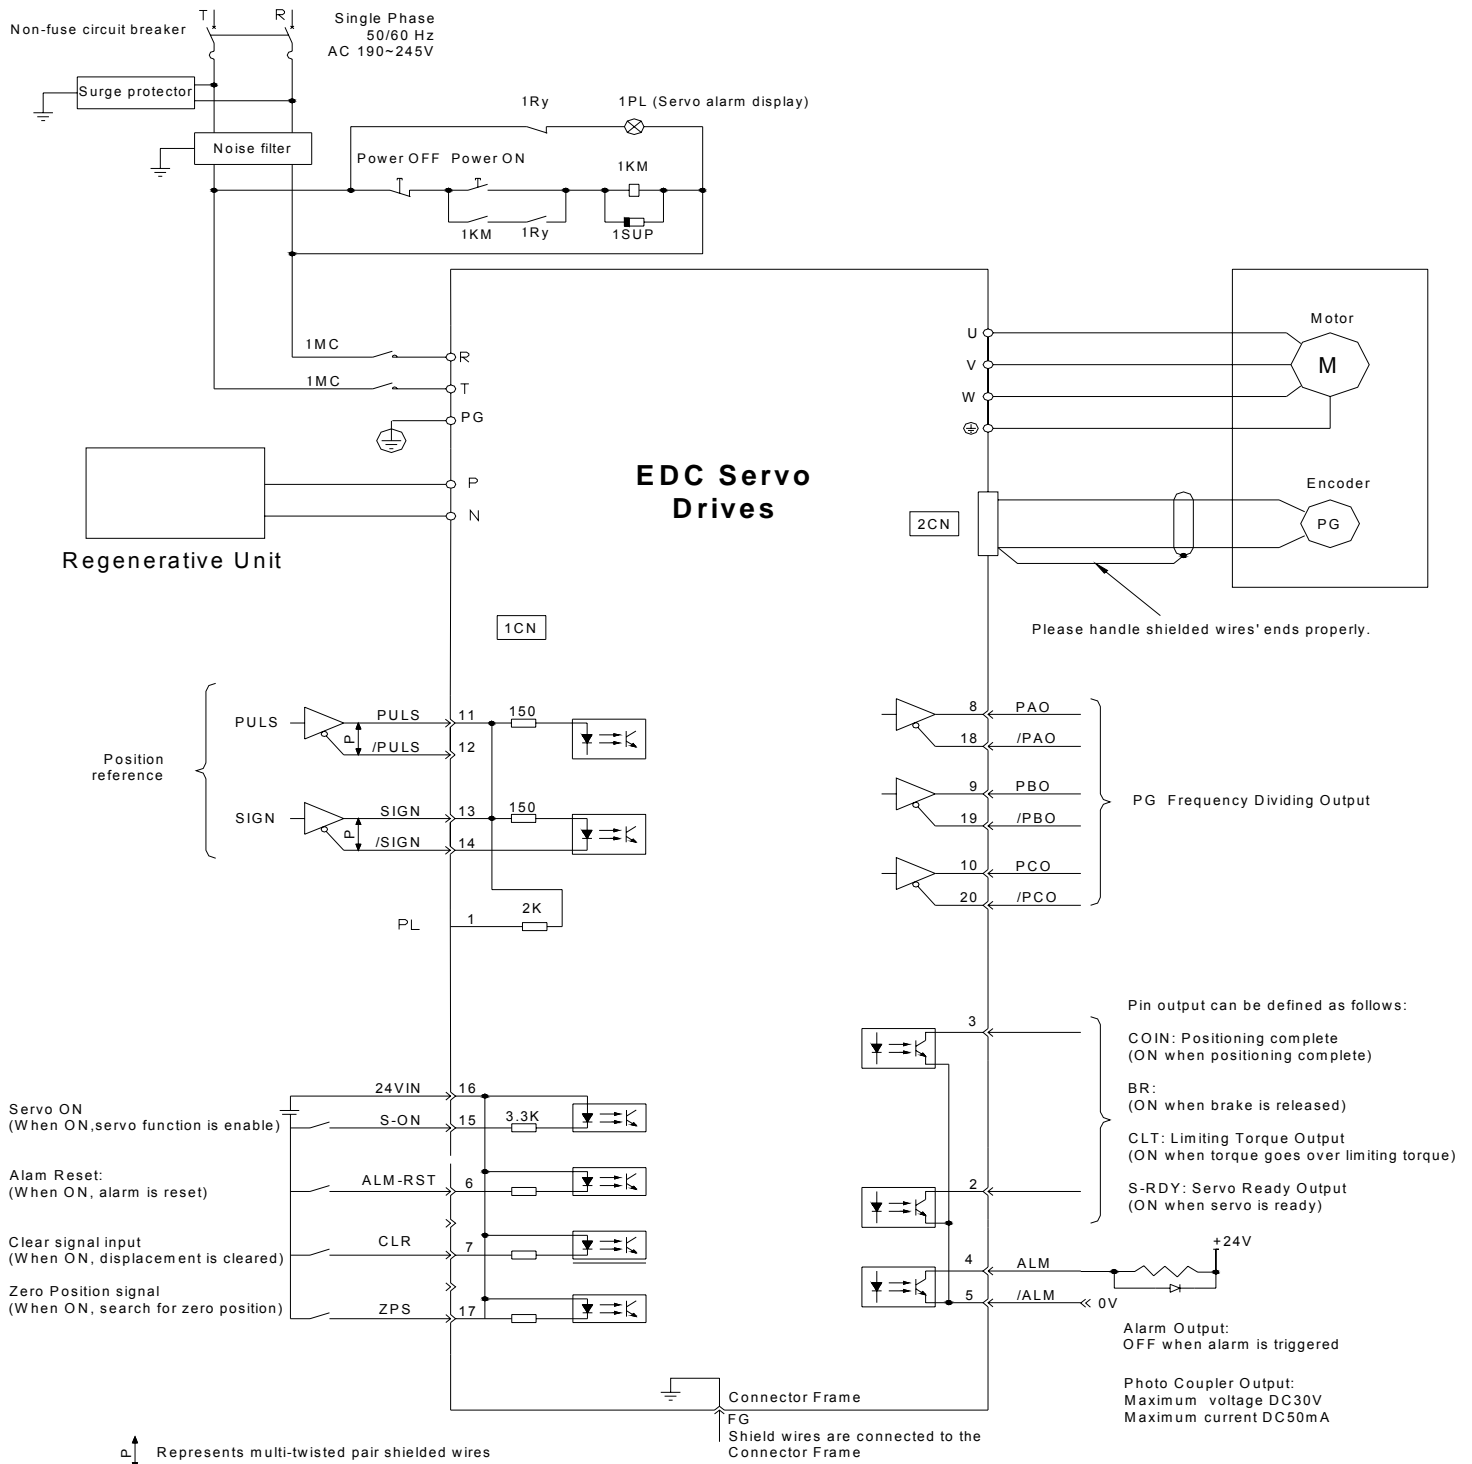 T
R
Non-fuse circuit breaker
Single Phase
50/60 Hz
AC 190~245V
Surge protector
Noise filter
1Ry
1PL (Servo alarm display)
Power OFF
Power ON
1KM
1KM
1Ry
1SUP
1MC
R
1MC
T
PG
P
N
Regenerative Unit
EDC Servo
Drives
U
V
W
Motor
M
Encoder
PG
2CN
Please handle shielded wires' ends properly.
1CN
Position
reference
PULS
P
PULS
11
150
/PULS
12
SIGN
P
SIGN
13
150
/SIGN
14
PL
1
2K
8
PAO
18
/PAO
9
PBO
19
/PBO
10
PCO
20
/PCO
PG Frequency Dividing Output
24VIN
16
Servo ON
(When ON,servo function is enable)
S-ON
15
3.3K
Alam Reset:
(When ON, alarm is reset)
ALM-RST
6
Clear signal input
(When ON, displacement is cleared)
CLR
7
Zero Position signal
(When ON, search for zero position)
ZPS
17
3
2
4
ALM
5
/ALM
0V
+24V
Pin output can be defined as follows:
COIN: Positioning complete
(ON when positioning complete)
BR:
(ON when brake is released)
CLT: Limiting Torque Output
(ON when torque goes over limiting torque)
S-RDY: Servo Ready Output
(ON when servo is ready)
Alarm Output:
OFF when alarm is triggered
Photo Coupler Output:
Maximum voltage DC30V
Maximum current DC50mA
Connector Frame
FG
Shield wires are connected to the
Connector Frame
P
Represents multi-twisted pair shielded wires